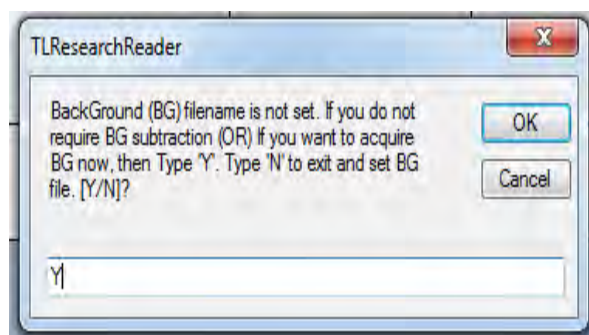 TLResearchReader
BackGround (BG) filename is not set. If you do not
require BG subtraction (OR) If you want to acquire
BG now, then Type 'Y'. Type 'N' to exit and set BG
file. [Y/N]?
OK
Cancel
Y